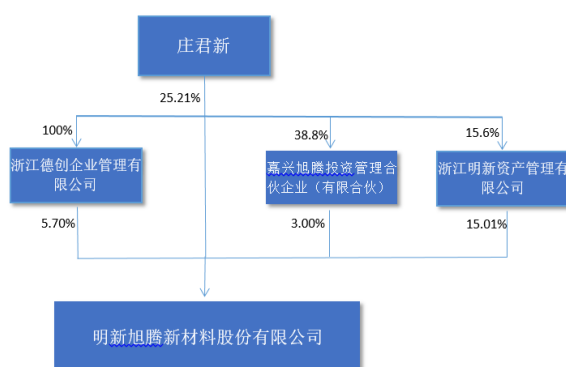 庄君新
25.21%
100%
38.8%
15.6%
浙江德创企业管理有
限公司
嘉兴旭腾投资管理合
伙企业（有限合伙）
浙江明新资产管理有
限公司
5.70%
3.00%
15.01%
明新旭腾新材料股份有限公司